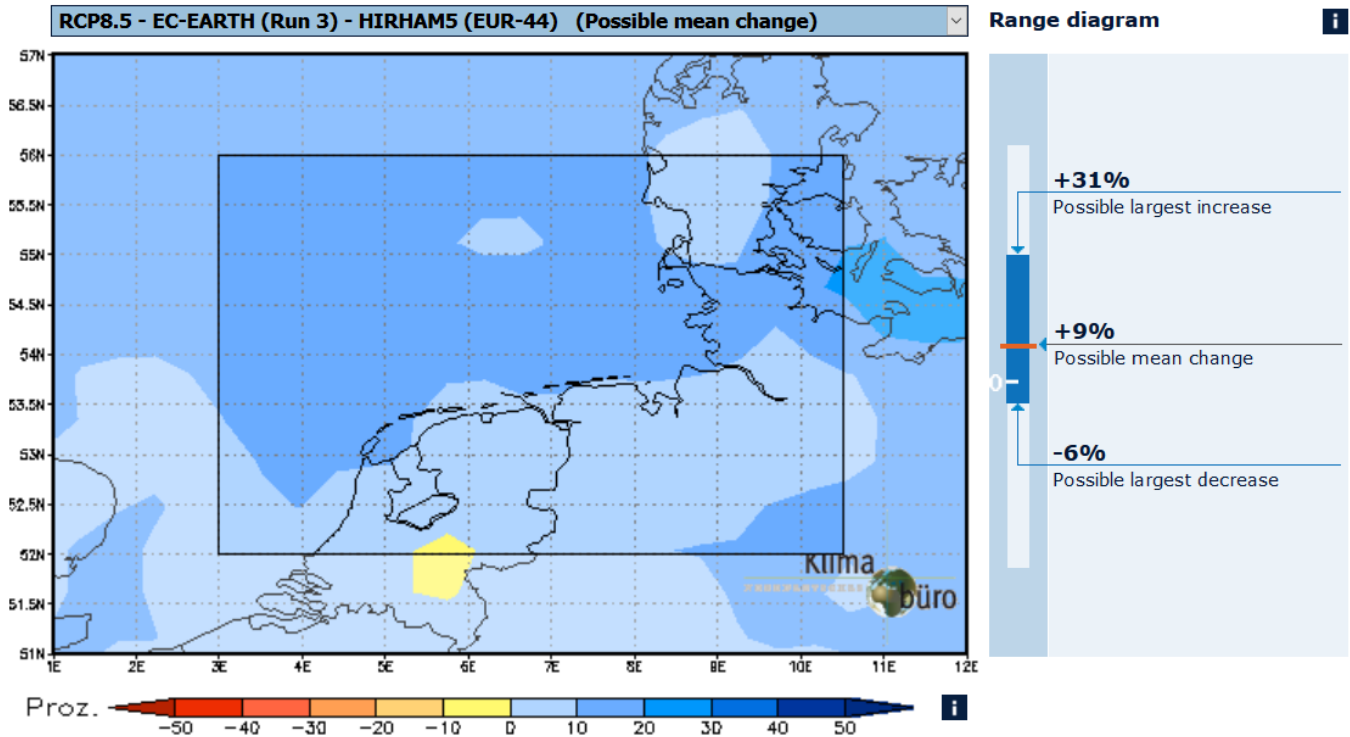 RCP8.5 - EC-EARTH (Run 3) - HIRHAM5 (EUR-44) (Possible mean change)
Range diagram
i
57N
56.5N
56N
55.5N
55N
54.5N
54N
53.5N
53N
52.5N
52N
51.5N
51N
1E 2E 3E 4E 5E 6E 7E 8E 9E 10E 11E 12E
Klima
büro
+31%
Possible largest increase
+9%
Possible mean change
0
-6%
Possible largest decrease
Proz.
-50 -40 -30 -20 -10 0 10 20 30 40 50
i